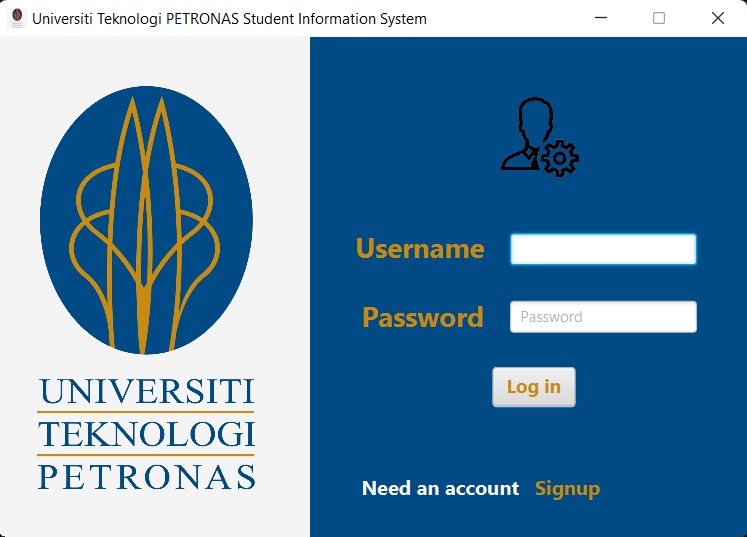 Universiti Teknologi PETRONAS Student Information System
UNIVERSITI
TEKNOLOGI
PETRONAS
Username
Password
Password
Log in
Need an account Signup